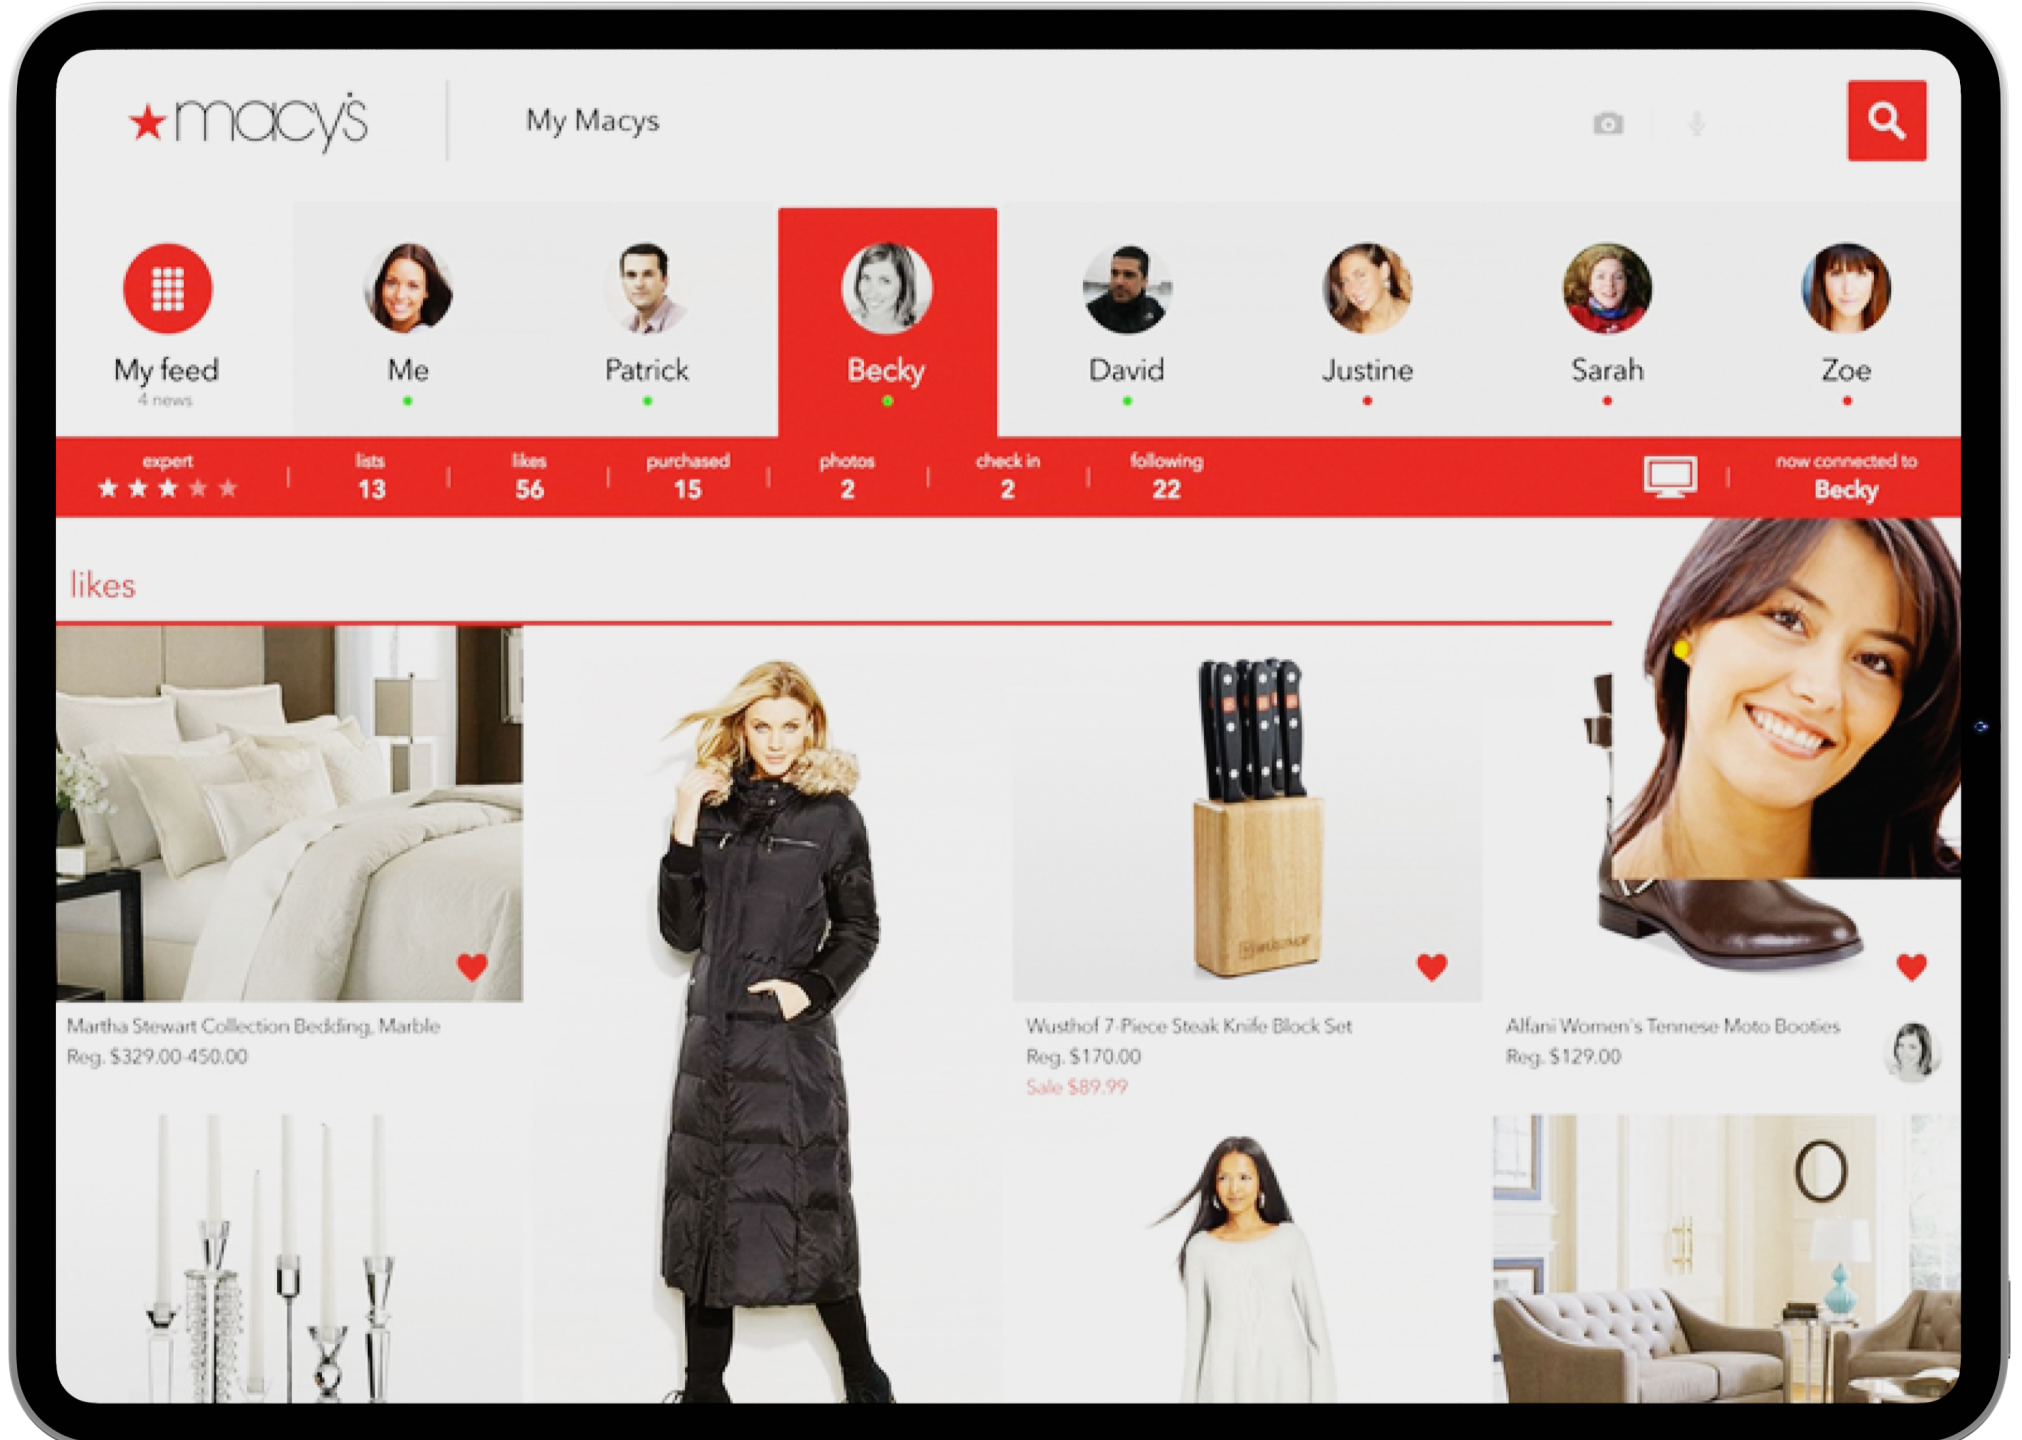 macy's
My Macys
My feed
4 news
Me
Patrick
Becky
David
Justine
Sarah
Zoe
expert
lists
13
likes
56
purchased
15
photos
2
check in
2
following
22
now connected to
Becky
likes
WÜSTHOF
Martha Stewart Collection Bedding, Marble
Reg. $329.00-450.00
Wusthof 7-Piece Steak Knife Block Set
Reg. $170.00
Sale $89.99
Alfani Women's Tennese Moto Booties
Reg. $129.00